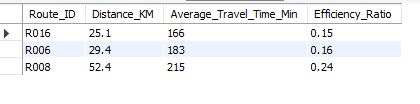 Route_ID Distance_KM Average_Travel_Time_Min Efficiency_Ratio
R016 25.1 166 0.15
R006 29.4 183 0.16
R008 52.4 215 0.24